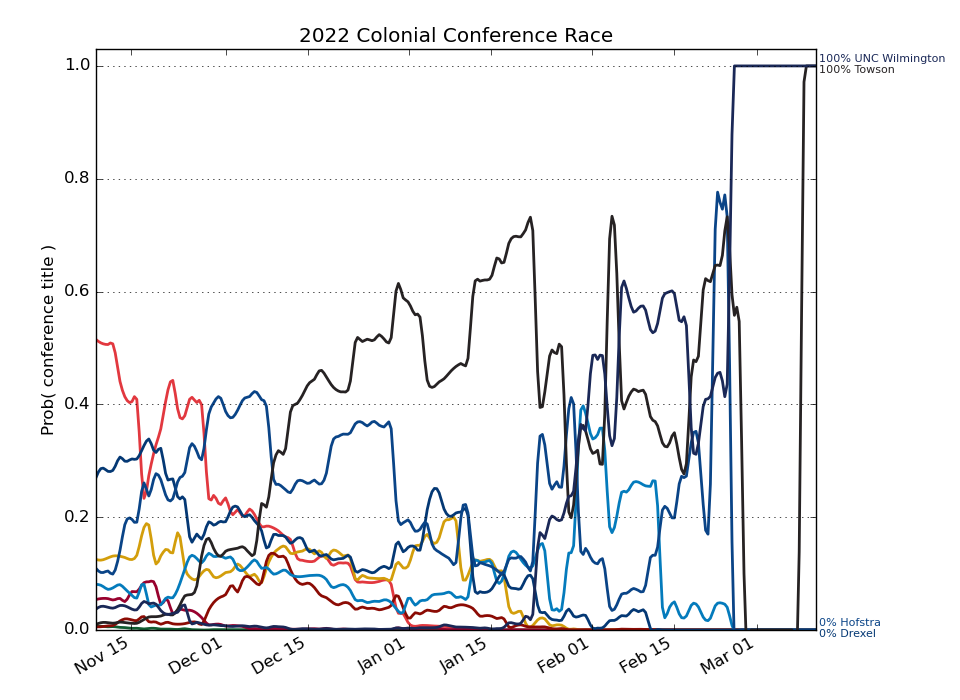 2022 Colonial Conference Race
Prob( conference title )
1.0
0.8
0.6
0.4
0.2
0.0
100% UNC Wilmington
100% Towson
0% Hofstra
0% Drexel
Nov 15
Dec 01
Dec 15
Jan 01
Jan 15
Feb 01
Feb 15
Mar 01